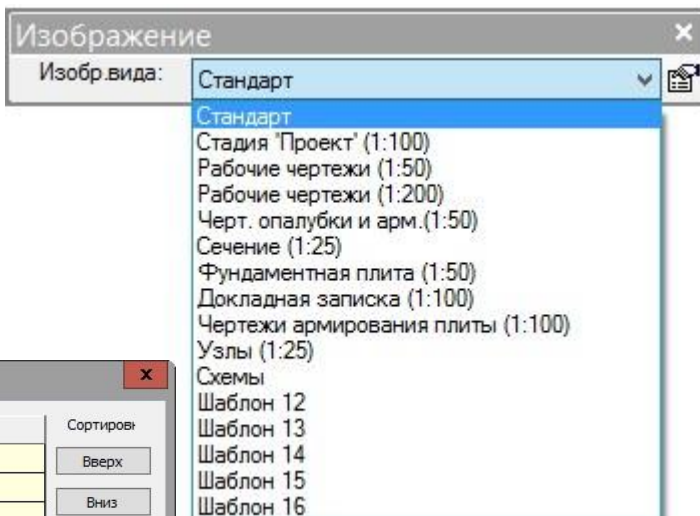 Изображение
Изобр.вида:
Стандарт
Стандарт
Стадия 'Проект' (1:100)
Рабочие чертежи (1:50)
Рабочие чертежи (1:200)
Черт. опалубки и арм.(1:50)
Сечение (1:25)
Фундаментная плита (1:50)
Докладная записка (1:100)
Чертежи армирования плиты (1:100)
Узлы (1:25)
Схемы
Шаблон 12
Шаблон 13
Шаблон 14
Шаблон 15
Шаблон 16
Сортировк
Вверх
Вниз